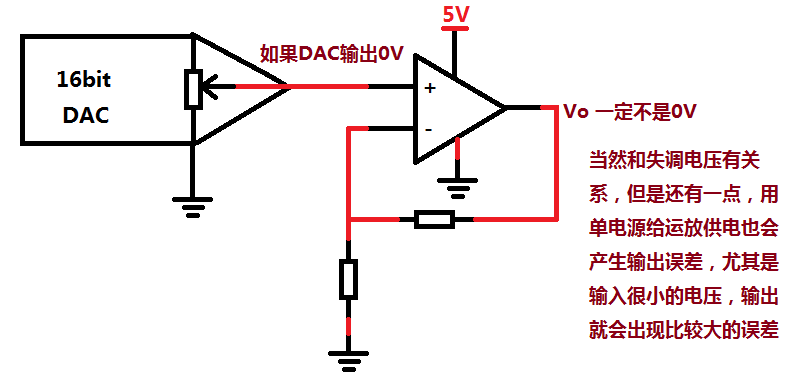 5V
如果DAC输出0V
16bit
DAC
+
-
Vo 一定不是0V
当然和失调电压有关
系，但是还有一点，用
单电源给运放供电也会
产生输出误差，尤其是
输入很小的电压，输出
就会出现比较大的误差